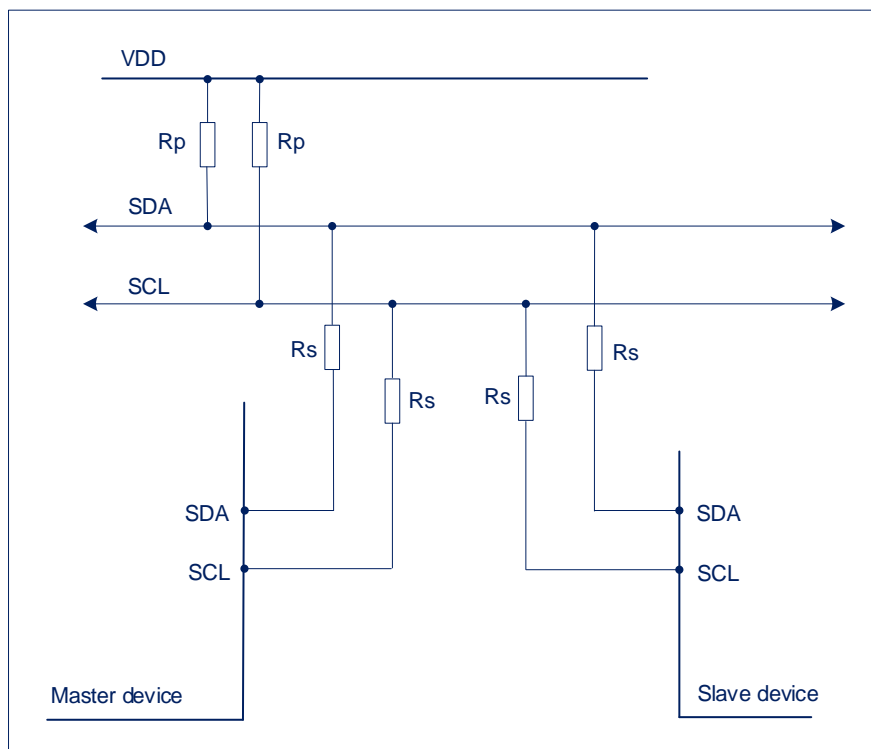 VDD
Rp
Rp
SDA
SCL
Rs
Rs
Rs
Rs
SDA
SDA
SCL
SCL
Master device
Slave device